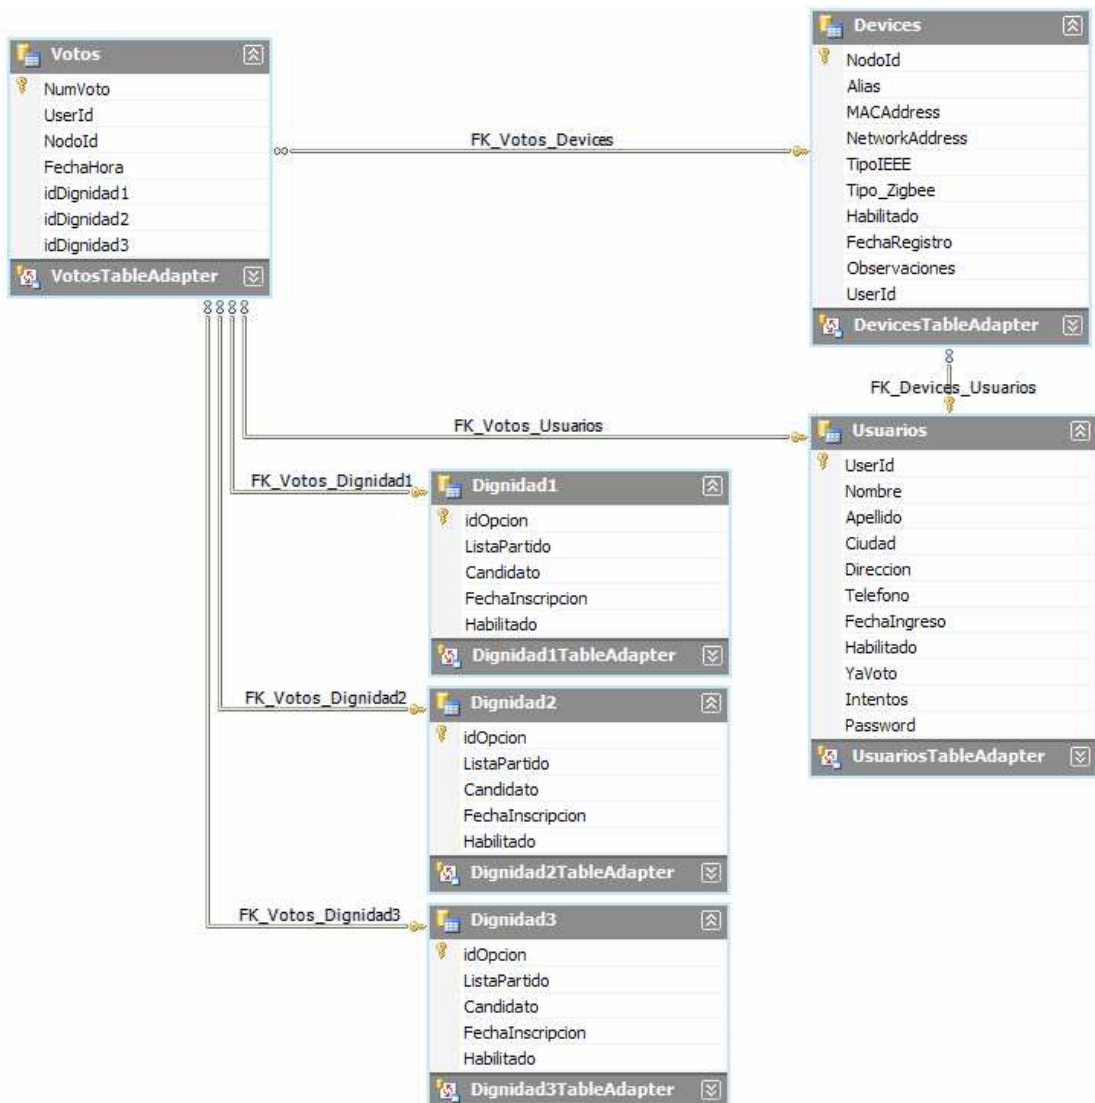 Votos
NumVoto
UserId
NodoId
FechaHora
idDignidad1
idDignidad2
idDignidad3
VotosTableAdapter
FK_Votos_Devices
Devices
NodoId
Alias
MACAddress
NetworkAddress
TipoIEEE
Tipo_Zigbee
Habilitado
FechaRegistro
Observaciones
UserId
DevicesTableAdapter
FK_Devices_Usuarios
FK_Votos_Usuarios
Usuarios
UserId
Nombre
Apellido
Ciudad
Direccion
Telefono
FechaIngreso
Habilitado
YaVoto
Intentos
Password
UsuariosTableAdapter
FK_Votos_Dignidad1
Dignidad1
idOpcion
ListaPartido
Candidato
FechaInscripcion
Habilitado
Dignidad1TableAdapter
FK_Votos_Dignidad2
Dignidad2
idOpcion
ListaPartido
Candidato
FechaInscripcion
Habilitado
Dignidad2TableAdapter
FK_Votos_Dignidad3
Dignidad3
idOpcion
ListaPartido
Candidato
FechaInscripcion
Habilitado
Dignidad3TableAdapter